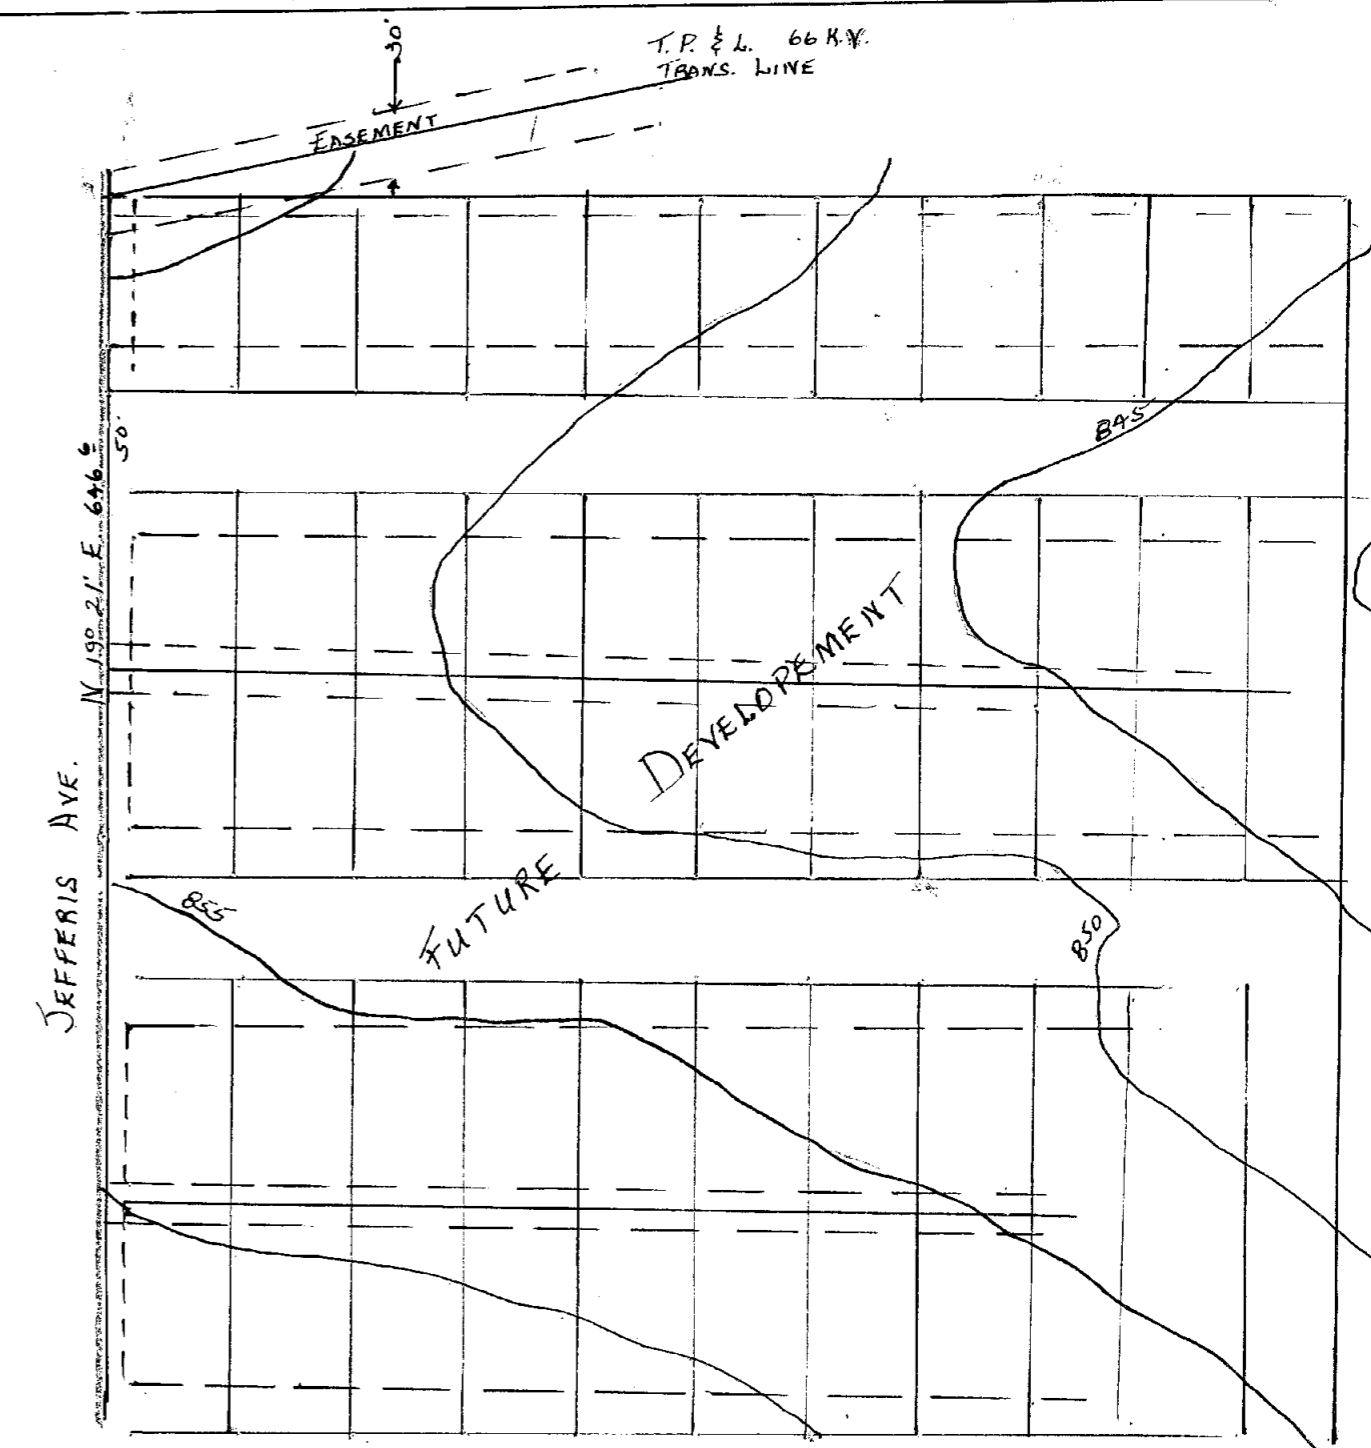 30'
T.P. & L. 66 K.V.
TRANS. LINE
EASEMENT
845
50'
N 19° 21' E 646.6
DEVELOPEMENT
FUTURE
JEFFERIS AVE.
855
850